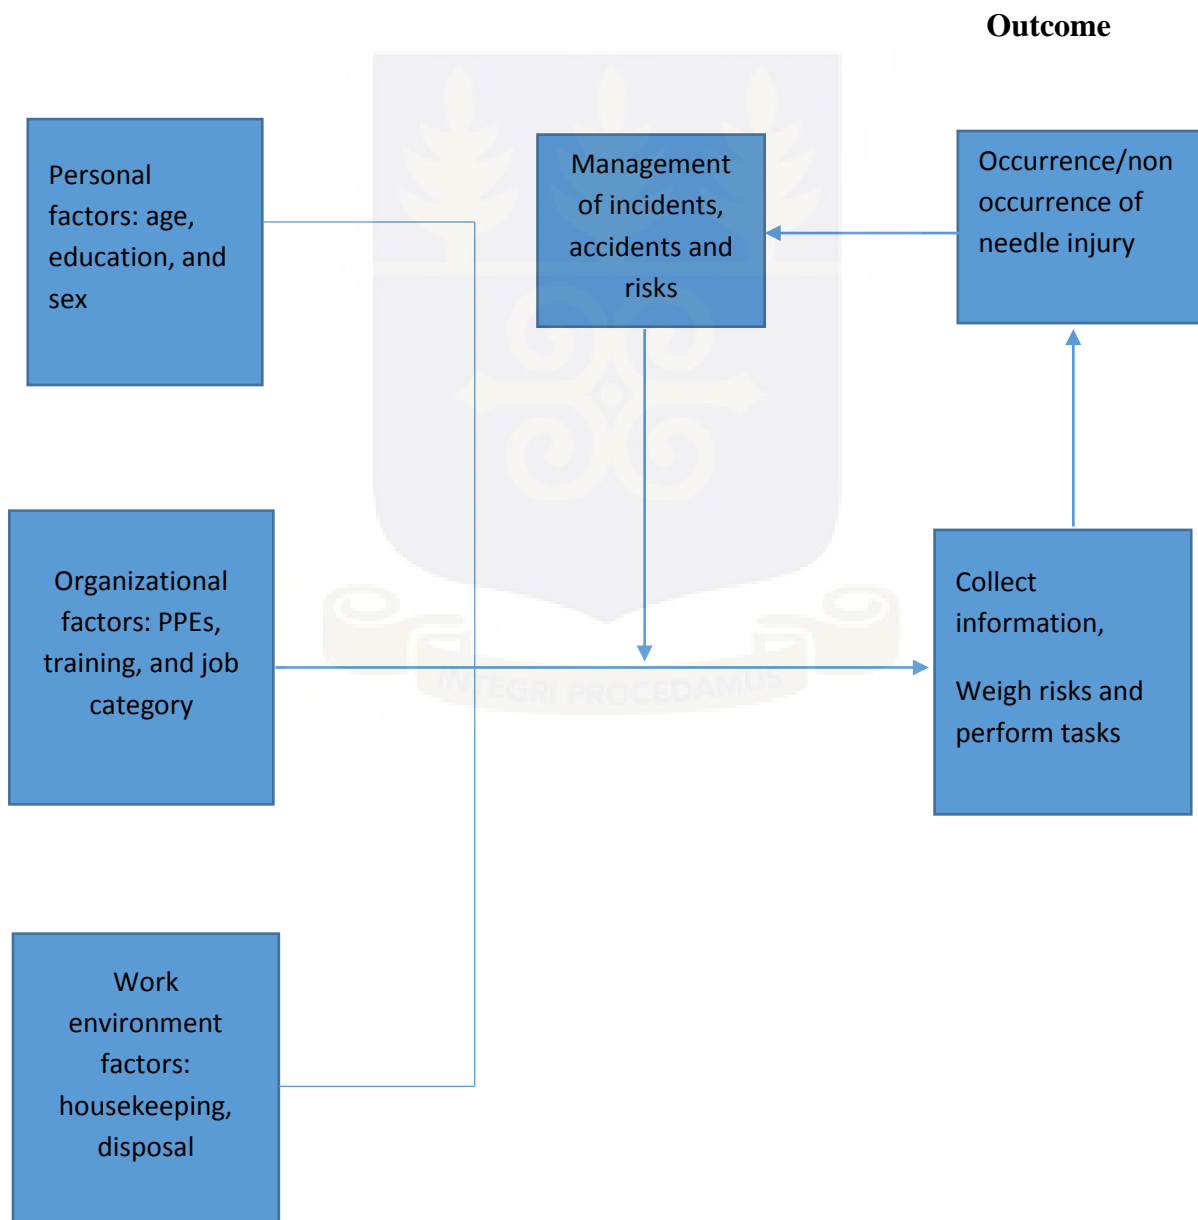 Outcome
Personal
factors: age,
education, and
sex
Management
of incidents,
accidents and
risks
Occurrence/non
occurrence of
needle injury
Organizational
factors: PPEs,
training, and job
category
Collect
information,
Weigh risks and
perform tasks
INTEGRI PROCEDAMUS
Work
environment
factors:
housekeeping,
disposal